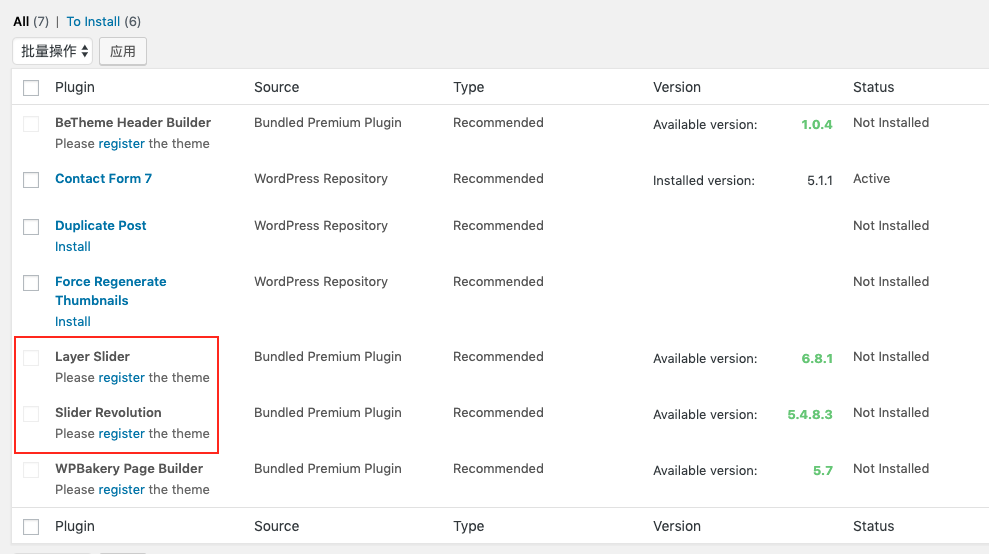 All (7) | To Install (6)
批量操作 应用
Plugin Source Type Version Status
BeTheme Header Builder Bundled Premium Plugin Recommended Available version: 1.0.4 Not Installed
Please register the theme
Contact Form 7 WordPress Repository Recommended Installed version: 5.1.1 Active
Duplicate Post WordPress Repository Recommended Not Installed
Install
Force Regenerate WordPress Repository Recommended Not Installed
Thumbnails
Install
Layer Slider Bundled Premium Plugin Recommended Available version: 6.8.1 Not Installed
Please register the theme
Slider Revolution Bundled Premium Plugin Recommended Available version: 5.4.8.3 Not Installed
Please register the theme
WPBakery Page Builder Bundled Premium Plugin Recommended Available version: 5.7 Not Installed
Please register the theme
Plugin Source Type Version Status